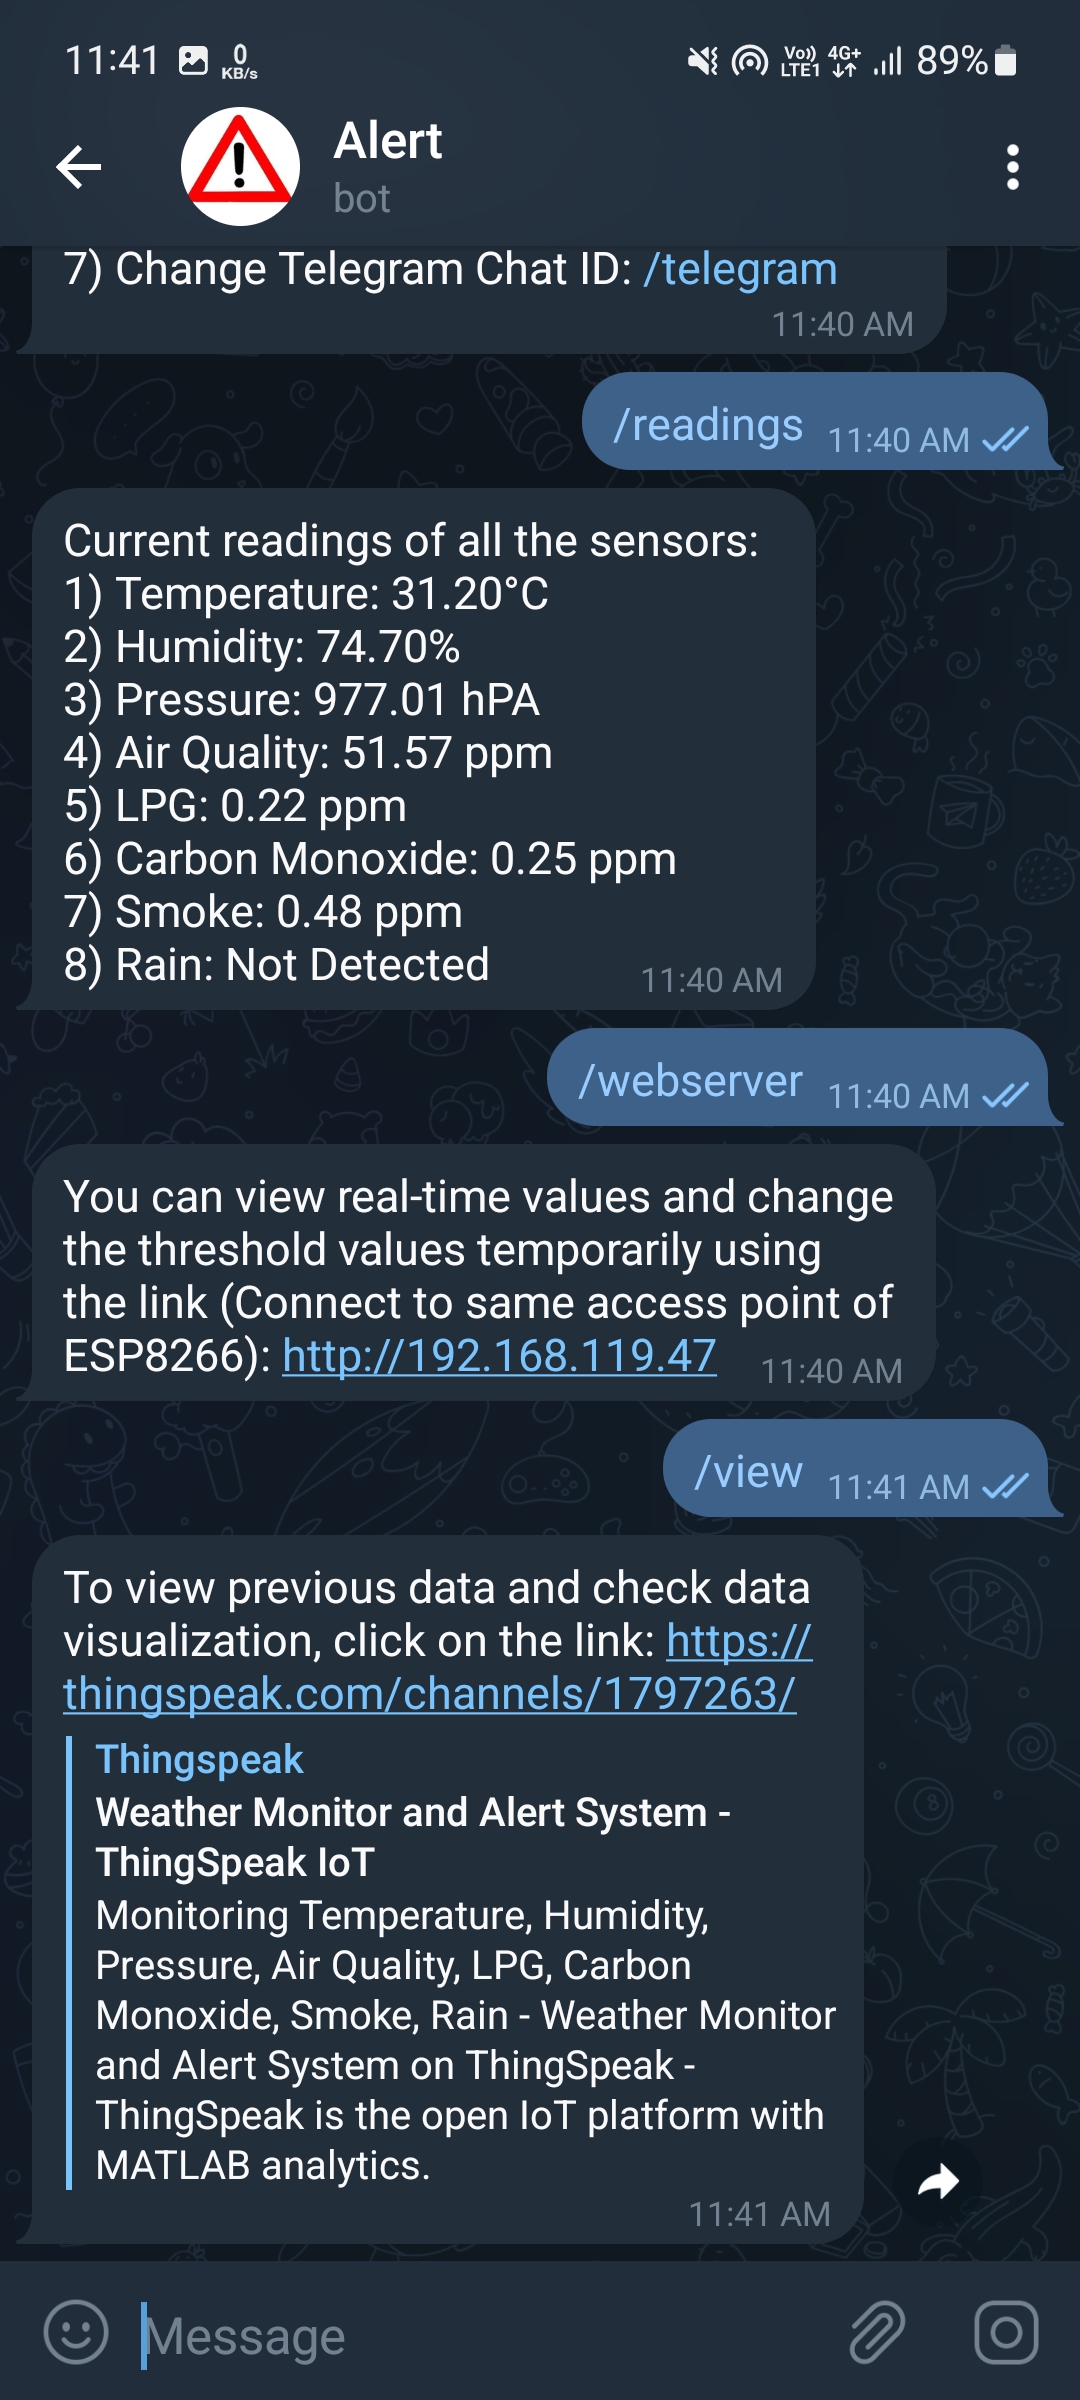 11:41 0 KB/s Vo)) LTE1 4G+ 89%
Alert
bot
7) Change Telegram Chat ID: /telegram
11:40 AM
/readings 11:40 AM
Current readings of all the sensors:
1) Temperature: 31.20°C
2) Humidity: 74.70%
3) Pressure: 977.01 hPA
4) Air Quality: 51.57 ppm
5) LPG: 0.22 ppm
6) Carbon Monoxide: 0.25 ppm
7) Smoke: 0.48 ppm
8) Rain: Not Detected 11:40 AM
/webserver 11:40 AM
You can view real-time values and change
the threshold values temporarily using
the link (Connect to same access point of
ESP8266): http://192.168.119.47 11:40 AM
/view 11:41 AM
To view previous data and check data
visualization, click on the link: https://
thingspeak.com/channels/1797263/
Thingspeak
Weather Monitor and Alert System -
ThingSpeak IoT
Monitoring Temperature, Humidity,
Pressure, Air Quality, LPG, Carbon
Monoxide, Smoke, Rain - Weather Monitor
and Alert System on ThingSpeak -
ThingSpeak is the open IoT platform with
MATLAB analytics.
11:41 AM
Message